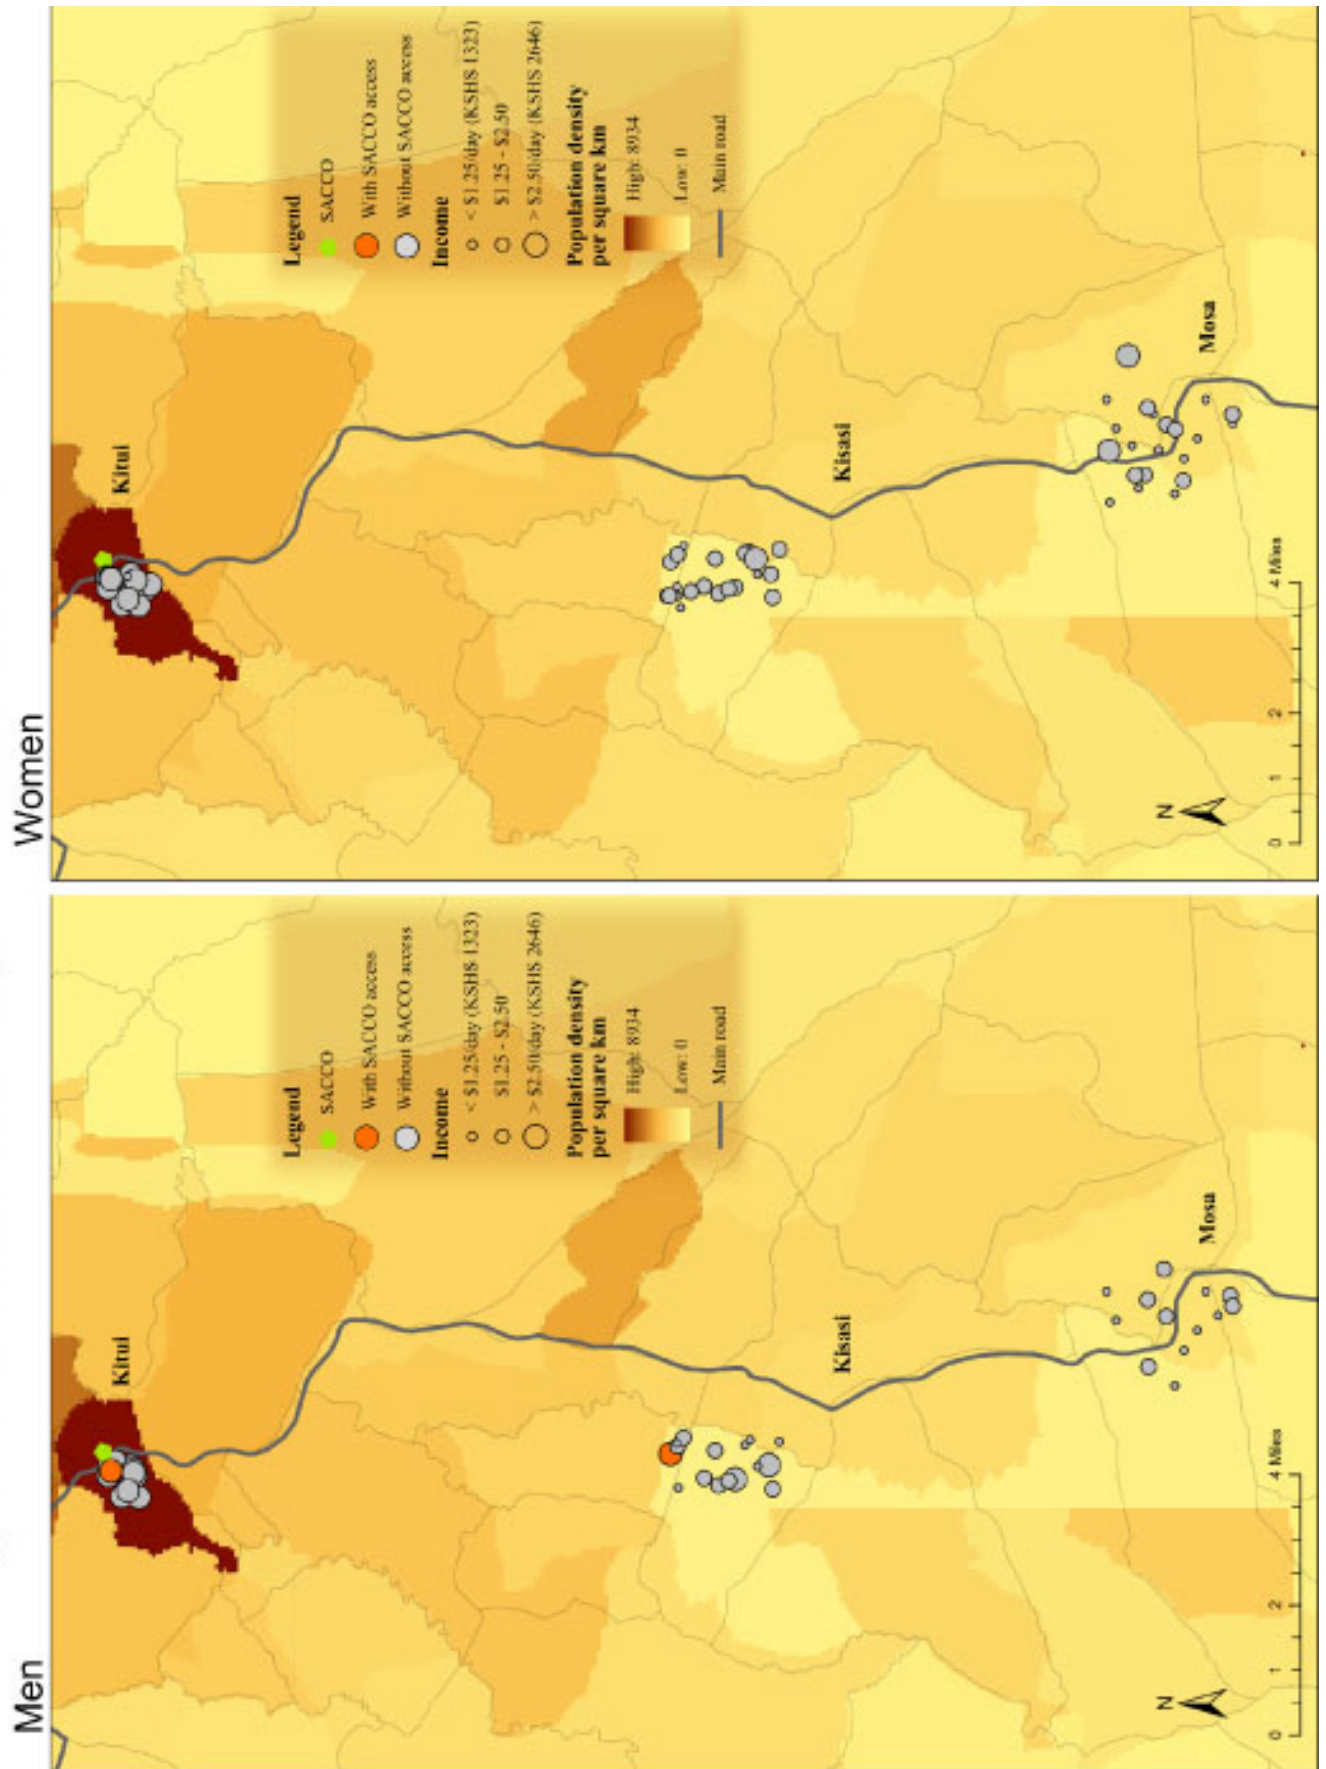 Men
Kitui
Kisasi
Mosa
Legend
SACCO
With SACCO access
Without SACCO access
Income
< $1.25/day (KSHS 1323)
$1.25 - $2.50
> $2.50/day (KSHS 2646)
Population density
per square km
High: 8934
Low: 0
Main road
N
0 1 2 4 Miles
Women
Kitui
Kisasi
Mosa
Legend
SACCO
With SACCO access
Without SACCO access
Income
< $1.25/day (KSHS 1323)
$1.25 - $2.50
> $2.50/day (KSHS 2646)
Population density
per square km
High: 8934
Low: 0
Main road
N
0 1 2 4 Miles